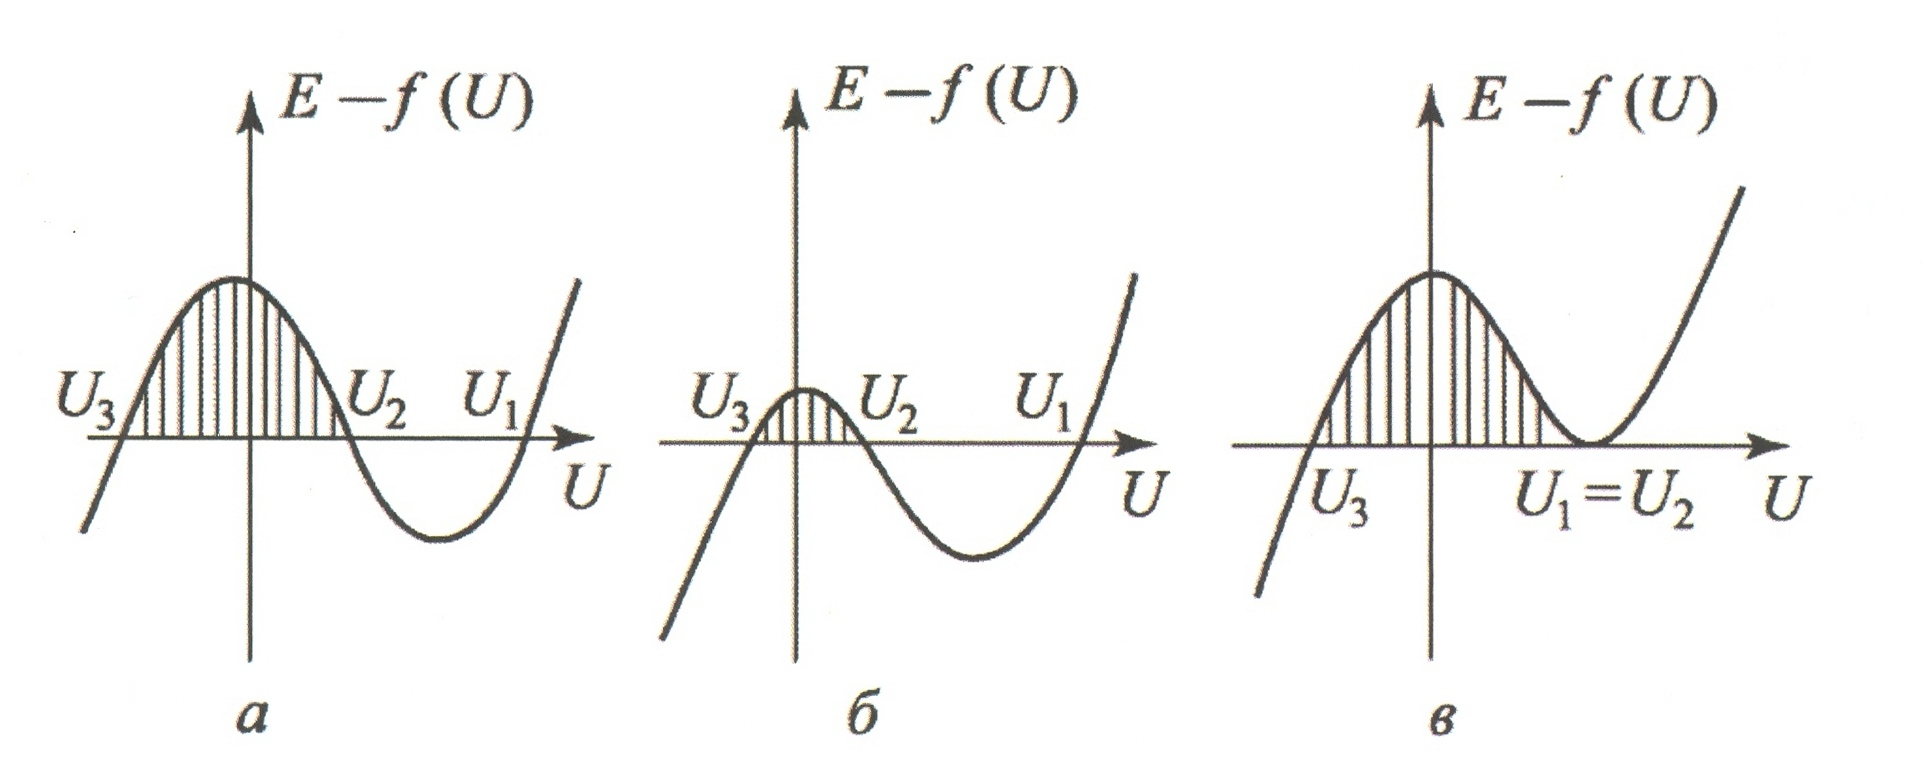 E – f (U)
U₃ U₂ U₁
U
а
E – f (U)
U₃ U₂ U₁
U
б
E – f (U)
U₃ U₁ = U₂ U
в